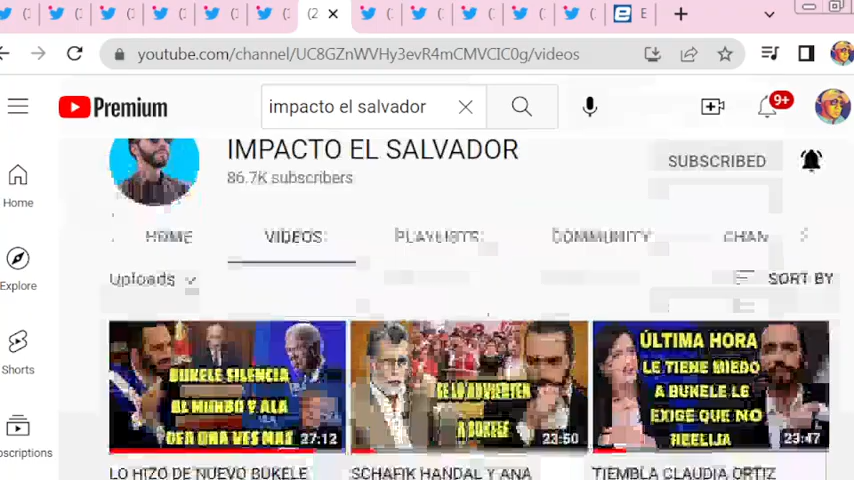 (2
E
youtube.com/channel/UC8GZnWVHy3evR4mCMVCIC0g/videos
Premium
impacto el salvador
9+
IMPACTO EL SALVADOR
86.7K subscribers
SUBSCRIBED
Home
HOME
VIDEOS
PLAYLISTS
COMMUNITY
CHAN
Explore
Uploads
SORT BY
Shorts
BUKELE SILENCIA
AL MUNDO Y ALA
OEA UNA VES MAS
27:12
SE LO ADVIERTEN
A BUKELE
23:50
ÚLTIMA HORA
LE TIENE MIEDO
A BUKELE LE
EXIGE QUE NO
REELIJA
23:47
scriptions
LO HIZO DE NUEVO BUKELE
SCHAFIK HANDAL Y ANA
TIEMBLA CLAUDIA ORTIZ